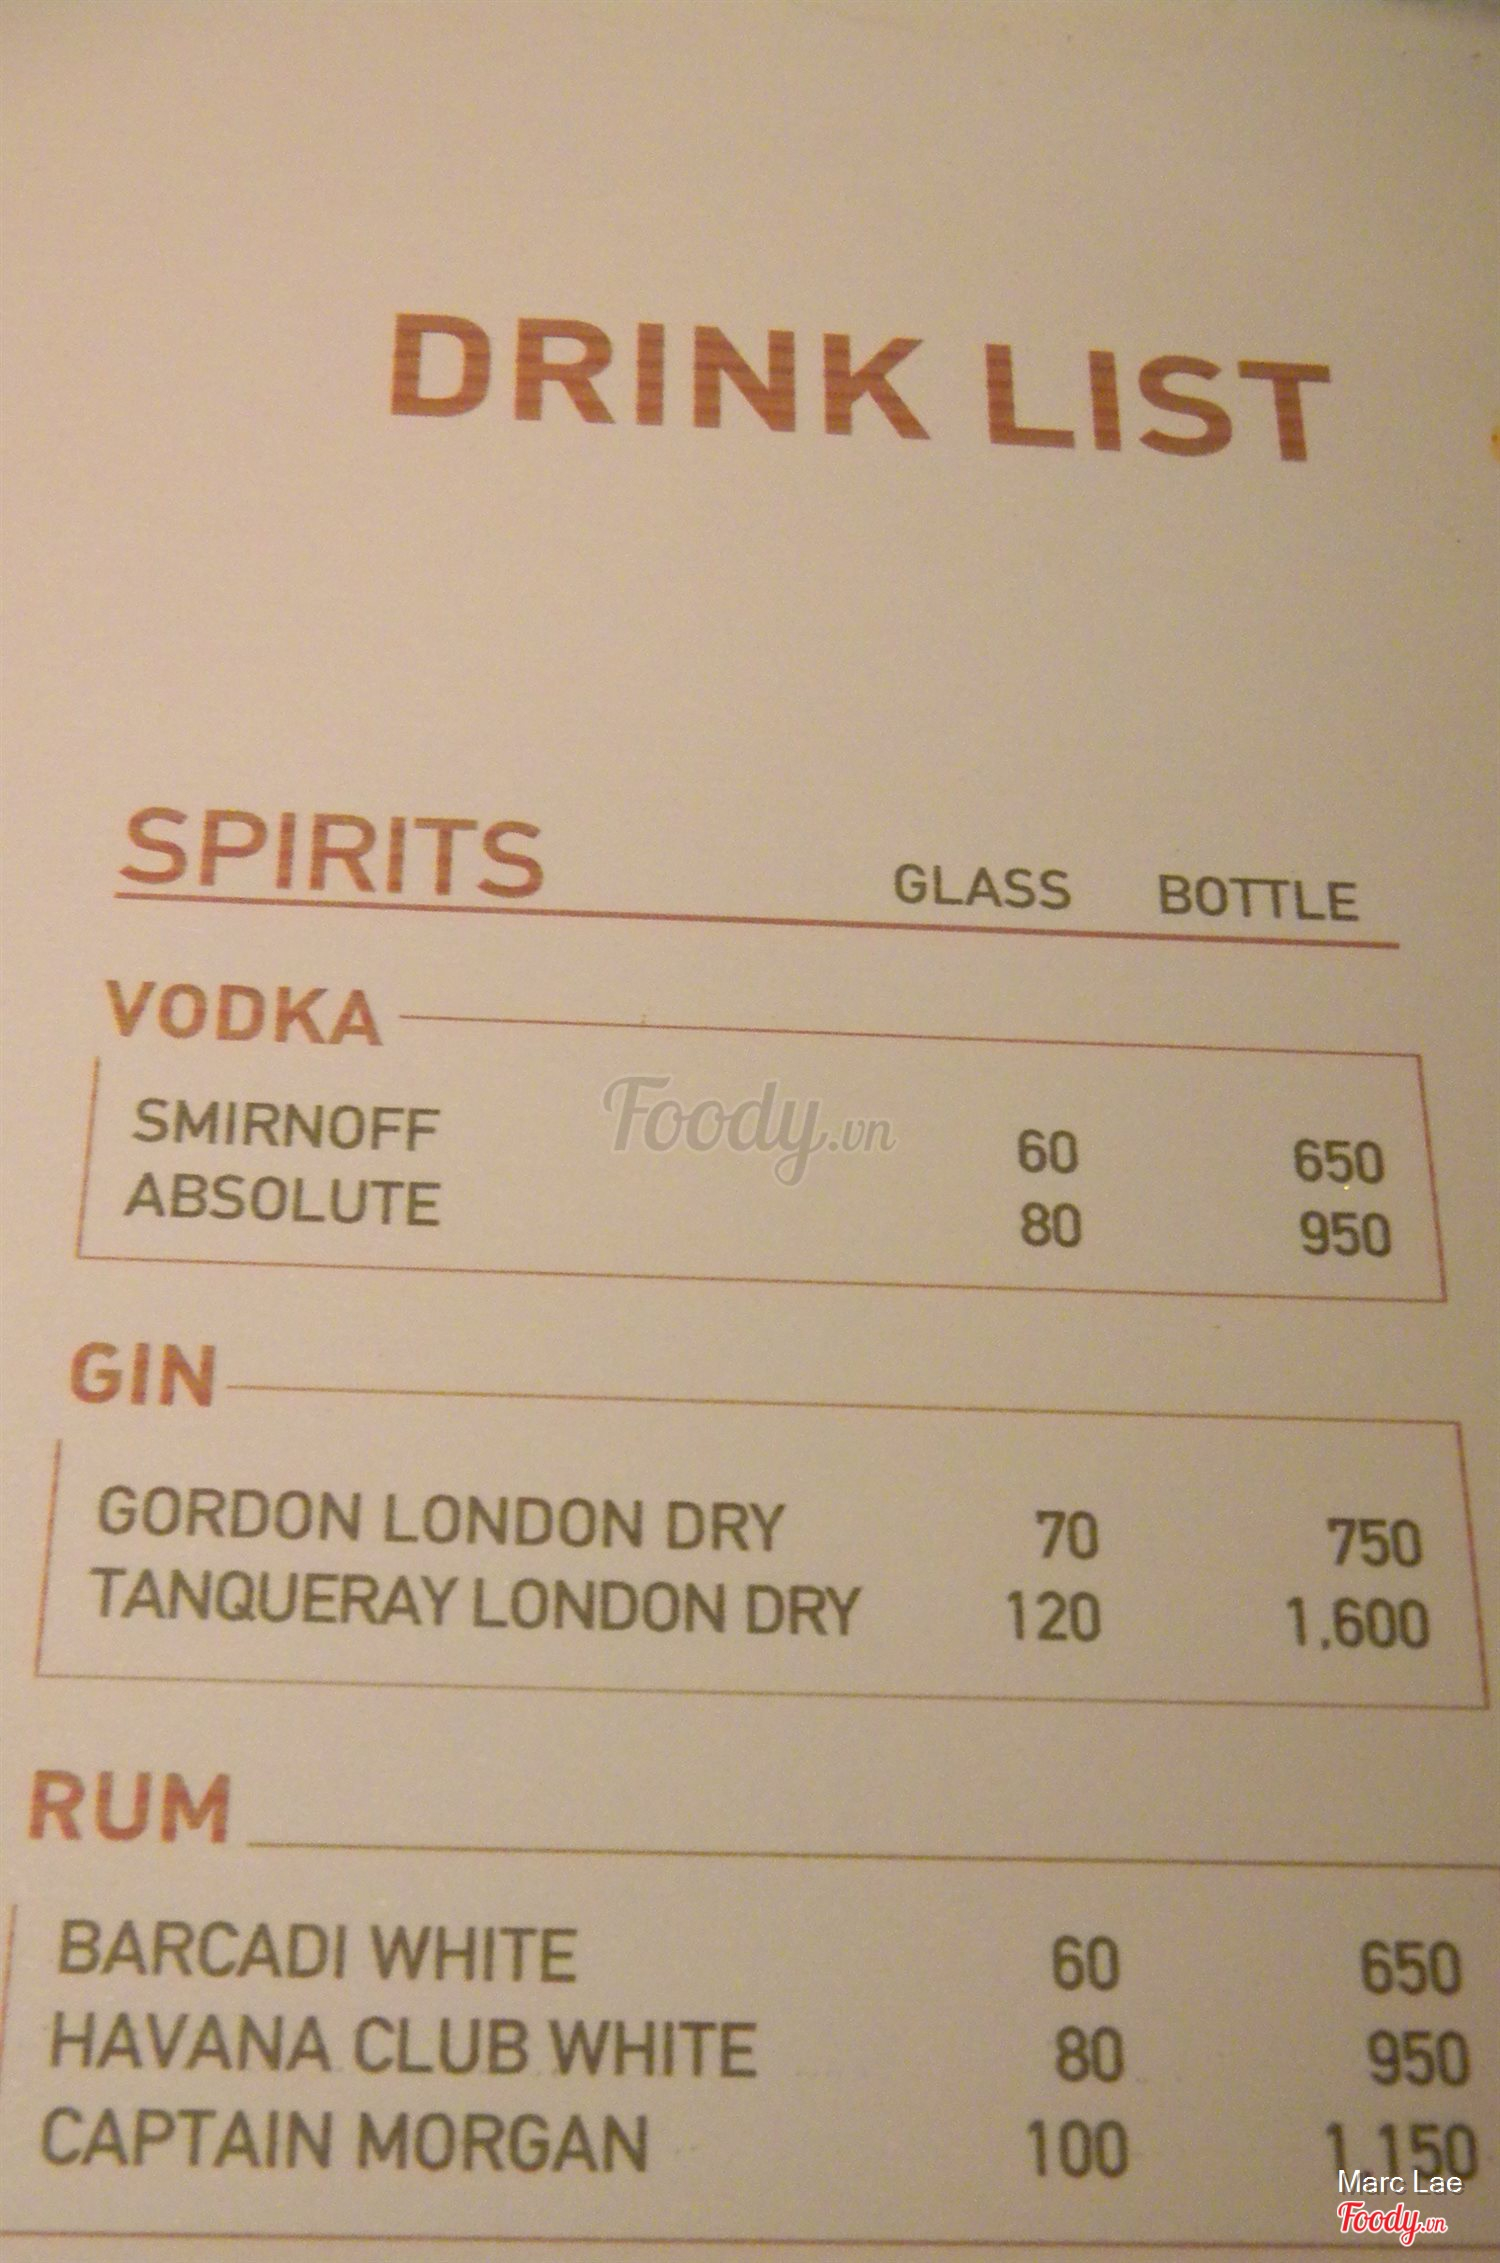 DRINK LIST
SPIRITS GLASS BOTTLE
VODKA
SMIRNOFF 60 650
ABSOLUTE 80 950
Foody.vn
GIN
GORDON LONDON DRY 70 750
TANQUERAY LONDON DRY 120 1,600
RUM
BARCADI WHITE 60 650
HAVANA CLUB WHITE 80 950
CAPTAIN MORGAN 100 1,150
Marc Lae
Foody.vn